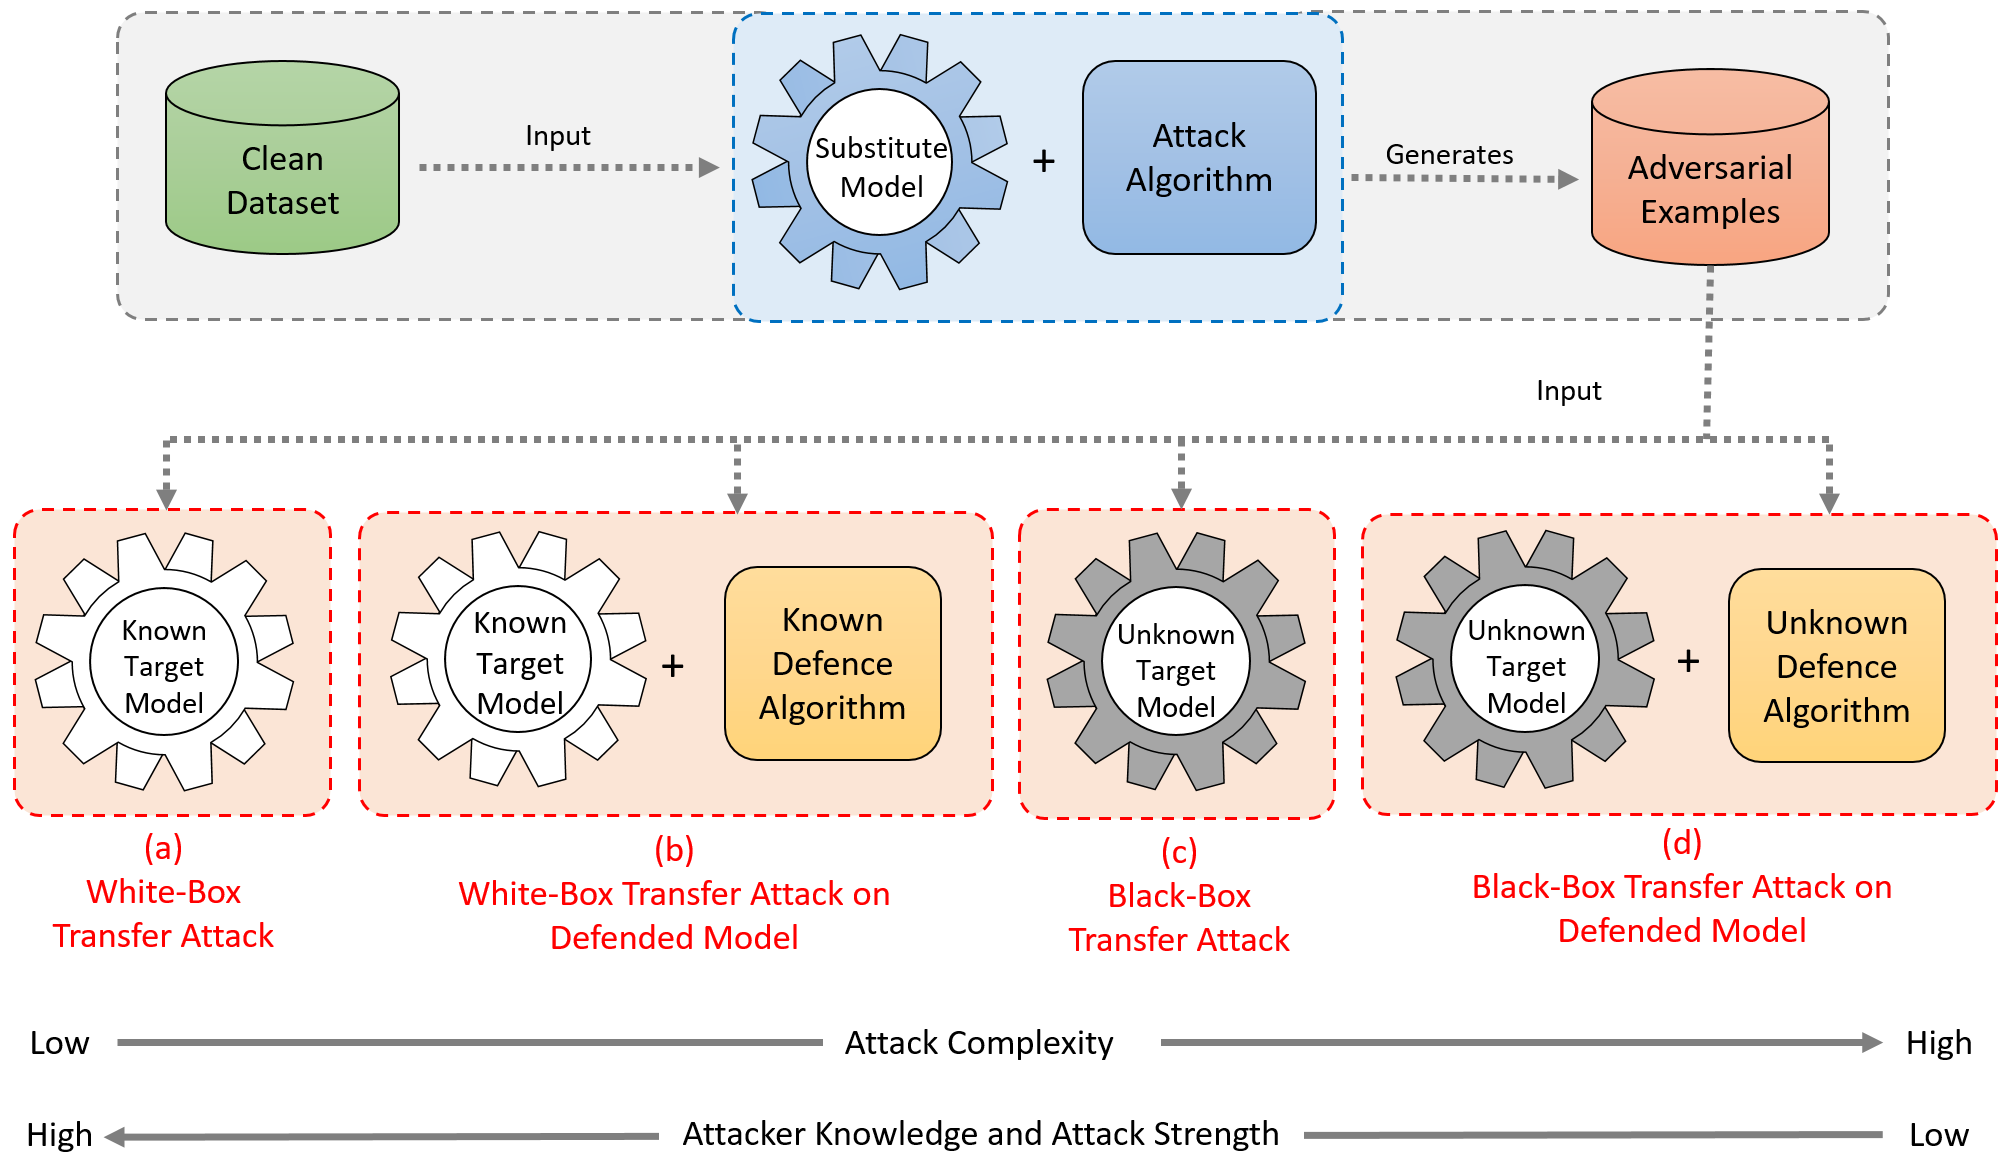 Clean
Dataset
Input
Substitute
Model
+
Attack
Algorithm
Generates
Adversarial
Examples
Input
Known
Target
Model
Known
Target
Model
+
Known
Defence
Algorithm
Unknown
Target
Model
Unknown
Target
Model
+
Unknown
Defence
Algorithm
(a)
White-Box
Transfer Attack
(b)
White-Box Transfer Attack on
Defended Model
(c)
Black-Box
Transfer Attack
(d)
Black-Box Transfer Attack on
Defended Model
Low
Attack Complexity
High
High
Attacker Knowledge and Attack Strength
Low